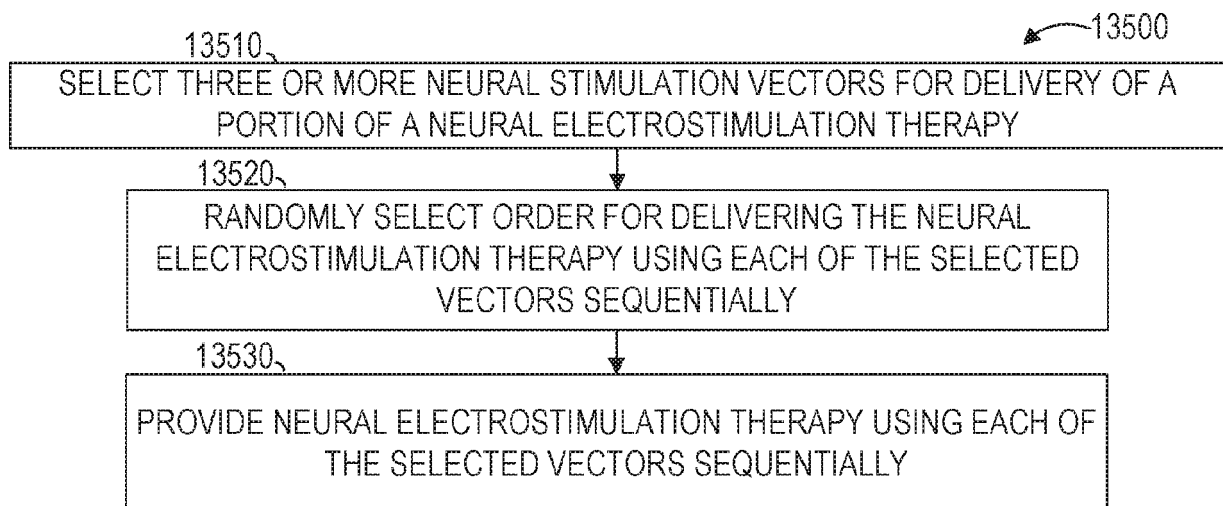 13500
13510
SELECT THREE OR MORE NEURAL STIMULATION VECTORS FOR DELIVERY OF A
PORTION OF A NEURAL ELECTROSTIMULATION THERAPY
13520
RANDOMLY SELECT ORDER FOR DELIVERING THE NEURAL
ELECTROSTIMULATION THERAPY USING EACH OF THE SELECTED
VECTORS SEQUENTIALLY
13530
PROVIDE NEURAL ELECTROSTIMULATION THERAPY USING EACH OF
THE SELECTED VECTORS SEQUENTIALLY